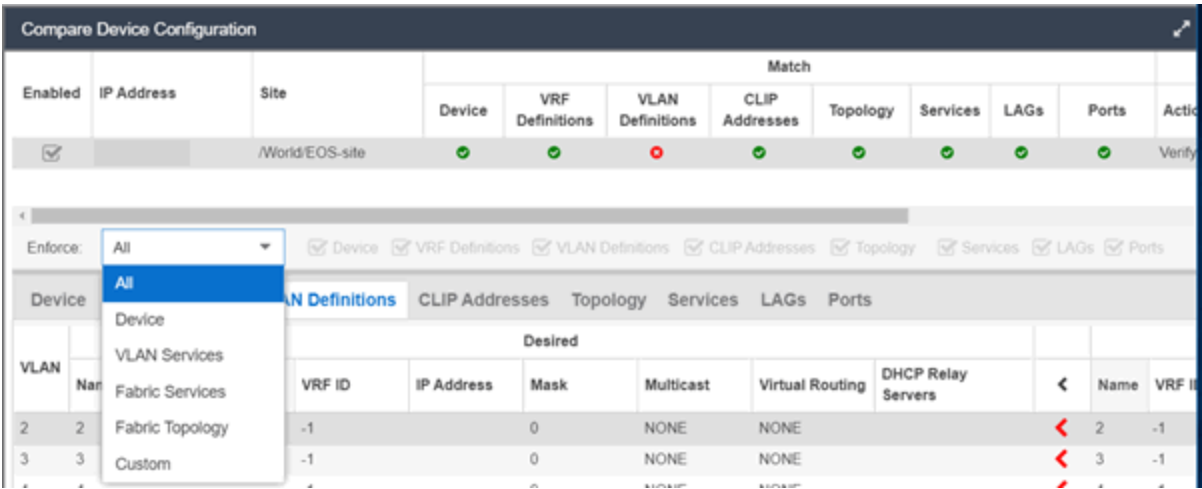 Compare Device Configuration
Match
Enabled IP Address Site Device VRF Definitions VLAN Definitions CLIP Addresses Topology Services LAGs Ports
/World/EOS-site Verify
Enforce: All Device VRF Definitions VLAN Definitions CLIP Addresses Topology Services LAGs Ports
All
Device
VLAN Services
Fabric Services
Fabric Topology
Custom
Device Definitions CLIP Addresses Topology Services LAGs Ports
Desired
VLAN VRF ID IP Address Mask Multicast Virtual Routing DHCP Relay Servers Name
2 2 -1 0 NONE NONE 2 -1
3 3 -1 0 NONE NONE 3 -1